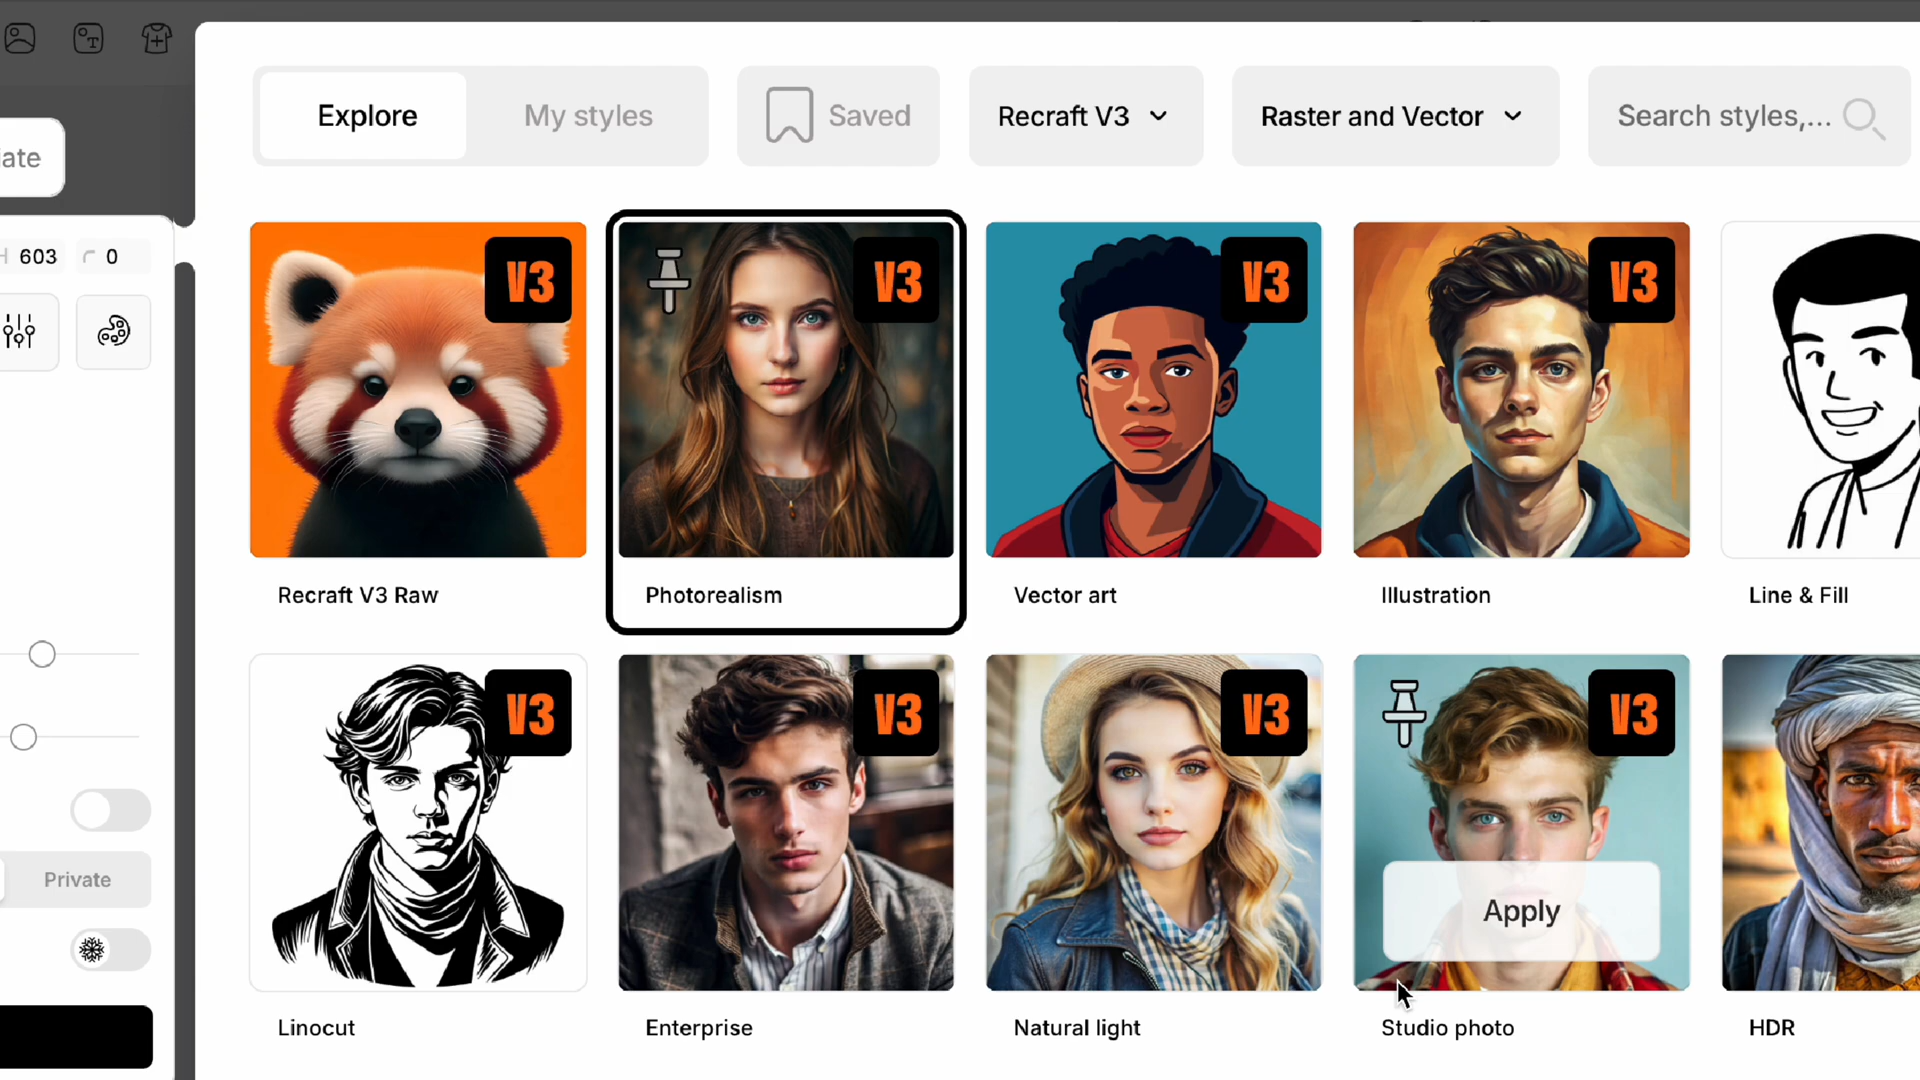 Explore
My styles
Saved
Recraft V3
Raster and Vector
Search styles,...
ate
H 603
0
V3
V3
V3
V3
Recraft V3 Raw
Photorealism
Vector art
Illustration
Line & Fill
V3
V3
V3
V3
Private
Apply
Linocut
Enterprise
Natural light
Studio photo
HDR